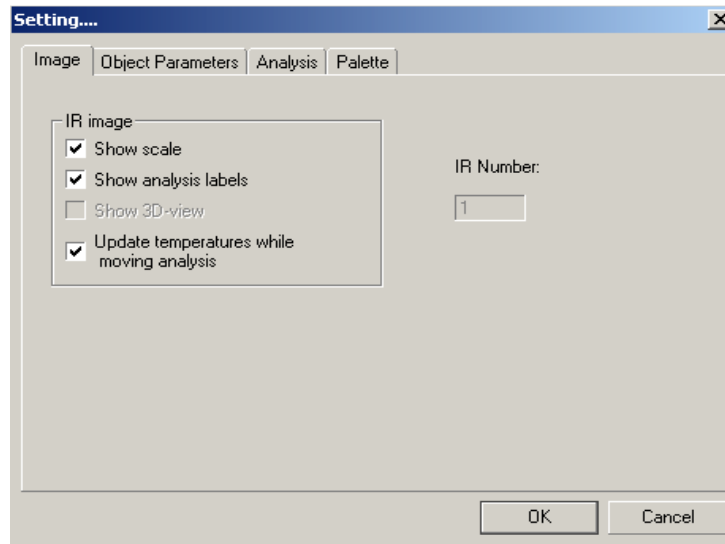 Setting....
Image
Object Parameters
Analysis
Palette
IR image
Show scale
Show analysis labels
Show 3D-view
Update temperatures while
moving analysis
IR Number:
1
OK
Cancel